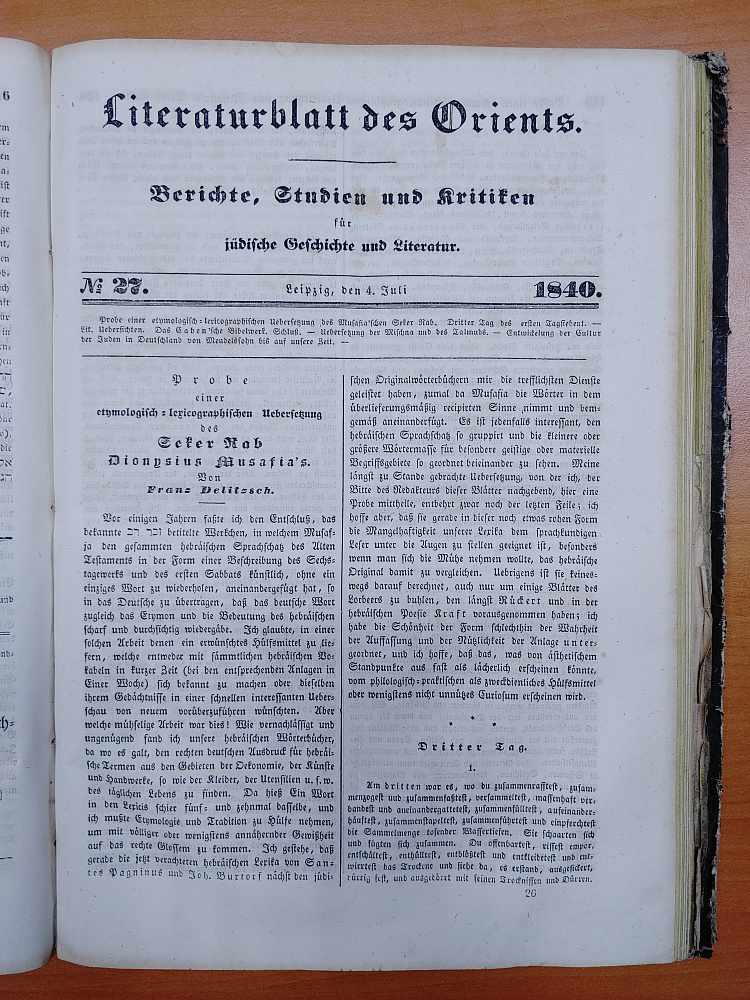 Literaturblatt des Orients.
Berichte, Studien und Kritiken
für
jüdische Geschichte und Literatur.
№ 27.
Leipzig, den 4. Juli
1840.
Probe einer etymologisch-lexicographischen Uebersetzung des Musafia'schen Seker Rab. Dritter Tag des ersten Tagsiebent. —
Lit. Uebersichten. Das Cahen'sche Bibelwerk. Schluß. — Uebersetzung der Mischna und des Talmuds. — Entwickelung der Cultur
der Juden in Deutschland von Mendelssohn bis auf unsere Zeit. —
Probe
einer
etymologisch-lexicographischen Uebersetzung
des
Seker Rab
Dionysius Musafia's.
Von
Franz Delitzsch.
Vor einigen Jahren faßte ich den Entschluß, das
bekannte זכר רב betitelte Werkchen, in welchem Musaf-
ja den gesammten hebräischen Sprachschatz des Alten
Testaments in der Form einer Beschreibung des Sechs-
tagewerks und des ersten Sabbats künstlich, ohne ein
einziges Wort zu wiederholen, aneinandergefügt hat, so
in das Deutsche zu übertragen, daß das deutsche Wort
zugleich das Etymon und die Bedeutung des hebräischen
scharf und durchsichtig wiedergäbe. Ich glaubte, in einer
solchen Arbeit denen ein erwünschtes Hülfsmittel zu lie-
fern, welche entweder mit sämmtlichen hebräischen Vo-
kabeln in kurzer Zeit (bei den entsprechenden Anlagen in
Einer Woche) sich bekannt zu machen oder dieselben
ihrem Gedächtnisse in einer schnellen interessanten Ueber-
schau von neuem vorüberzuführen wünschten. Aber
welche mühselige Arbeit war dies! Wie vernachlässigt und
ungenügend fand ich unsere hebräischen Wörterbücher,
da wo es galt, den rechten deutschen Ausdruck für hebräi-
sche Termen aus den Gebieten der Oekonomie, der Künste
und Handwerke, so wie der Kleider, der Utensilien u. s. w.
des täglichen Lebens zu finden. Da hieß Ein Wort
in den Lexicis schier fünf- und zehnmal dasselbe, und
ich mußte Etymologie und Tradition zu Hülfe nehmen,
um mit völliger oder wenigstens annähernder Gewißheit
auf das rechte Glossem zu kommen. Ich gestehe, daß
gerade die jetzt verachteten hebräischen Lexika von San-
tes Pagninus und Joh. Buxtorf nächst den jüdi-
schen Originalwörterbüchern mir die trefflichsten Dienste
geleistet haben, zumal da Musafia die Wörter in dem
überlieferungsmäßig recipirten Sinne nimmt und dem-
gemäß aneinanderfügt. Es ist jedenfalls interessant, den
hebräischen Sprachschatz so gruppirt und die kleinere oder
größere Wörtermasse für besondere geistige oder materielle
Begriffsgebiete so geordnet beieinander zu sehen. Meine
längst zu Stande gebrachte Uebersetzung, von der ich, der
Bitte des Redakteurs dieser Blätter nachgebend, hier eine
Probe mittheile, entbehrt zwar noch der letzten Feile; ich
hoffe aber, daß sie gerade in dieser noch etwas rohen Form
die Mangelhaftigkeit unserer Lexika dem sprachkundigen
Leser unter die Augen zu stellen geeignet ist, besonders
wenn man sich die Mühe nehmen wollte, das hebräische
Original damit zu vergleichen. Uebrigens ist sie keines-
wegs darauf berechnet, auch nur um einige Blätter des
Lorbeers zu buhlen, den längst Rückert und in der
hebräischen Poesie Kraft vorausgenommen haben; ich
habe die Schönheit der Form schlechthin der Wahrheit
der Auffassung und der Nützlichkeit der Anlage unter-
geordnet, und ich hoffe, daß das, was von ästhetischem
Standpunkte aus fast als lächerlich erscheinen könnte,
vom philologisch-praktischen als zweckdienliches Hülfsmittel
oder wenigstens nicht unnützes Curiosum erscheinen wird.
* * *
Dritter Tag.
1.
Am dritten war es, wo du zusammenrafftest, zusam-
menzogest und zusammenfaßtest, versammeltest, massenhaft ver-
bandest und aneinandergattetest, zusammenfülltest, aufeinander-
häuftest, zusammenstapeltest, zusammenführtest und einpferchtest
die Sammelmenge tosender Wassertiefen. Sie schaarten sich
und fügten sich zusammen. Du offenbartest, rissest empor,
entschältest, enthülltest, entblößtest und entkleidetest und ent-
wirrtest das Trockene und siehe da, es erstand, ausgesickert,
und ausgedörrt mit seinen Trocknissen und Dürren.
26